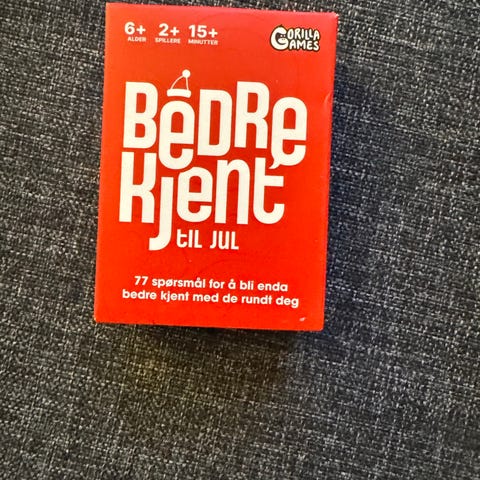 6+ 2+ 15+
ALDER SPILLERE MINUTTER
GORILLA
GAMES
BEDRE
KJENT
TIL JUL
77 spørsmål for å bli enda
bedre kjent med de rundt deg